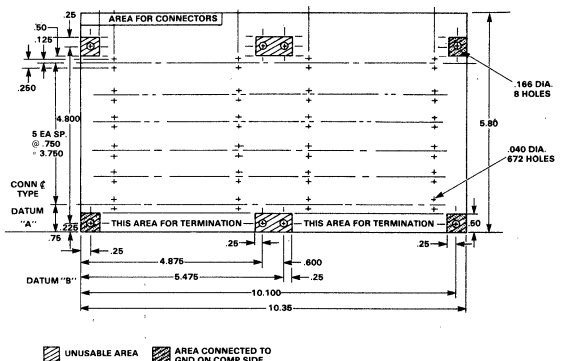 .25
AREA FOR CONNECTORS
.50
.125
.250
4.800
5.80
.166 DIA.
8 HOLES
5 EA SP.
@ .750
= 3.750
.040 DIA.
672 HOLES
CONN ℄
TYPE
DATUM
"A"
.75
.225
THIS AREA FOR TERMINATION
THIS AREA FOR TERMINATION
.50
.25
.25
.25
4.875
.600
5.475
.25
DATUM "B"
10.100
10.35
UNUSABLE AREA
AREA CONNECTED TO
GND ON COMP SIDE